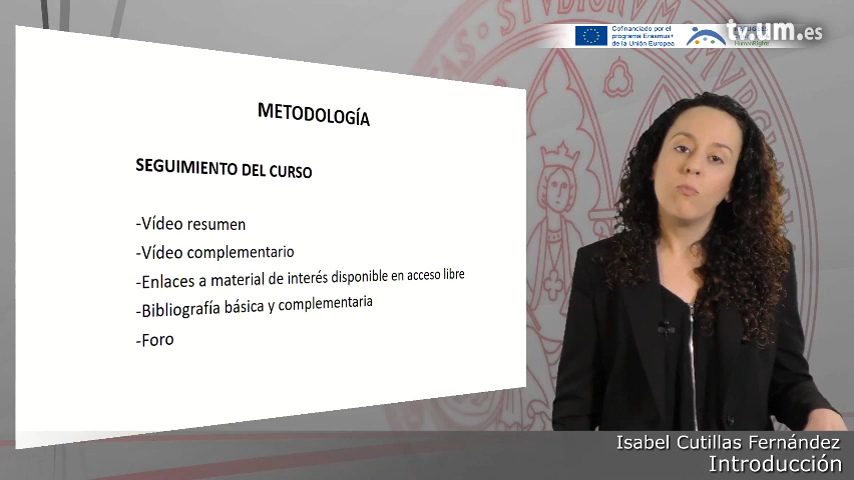 Cofinanciado por el
programa Erasmus+
de la Unión Europea
tv.um.es
HumanRights
METODOLOGÍA
SEGUIMIENTO DEL CURSO
-Vídeo resumen
-Vídeo complementario
-Enlaces a material de interés disponible en acceso libre
-Bibliografía básica y complementaria
-Foro
Isabel Cutillas Fernández
Introducción